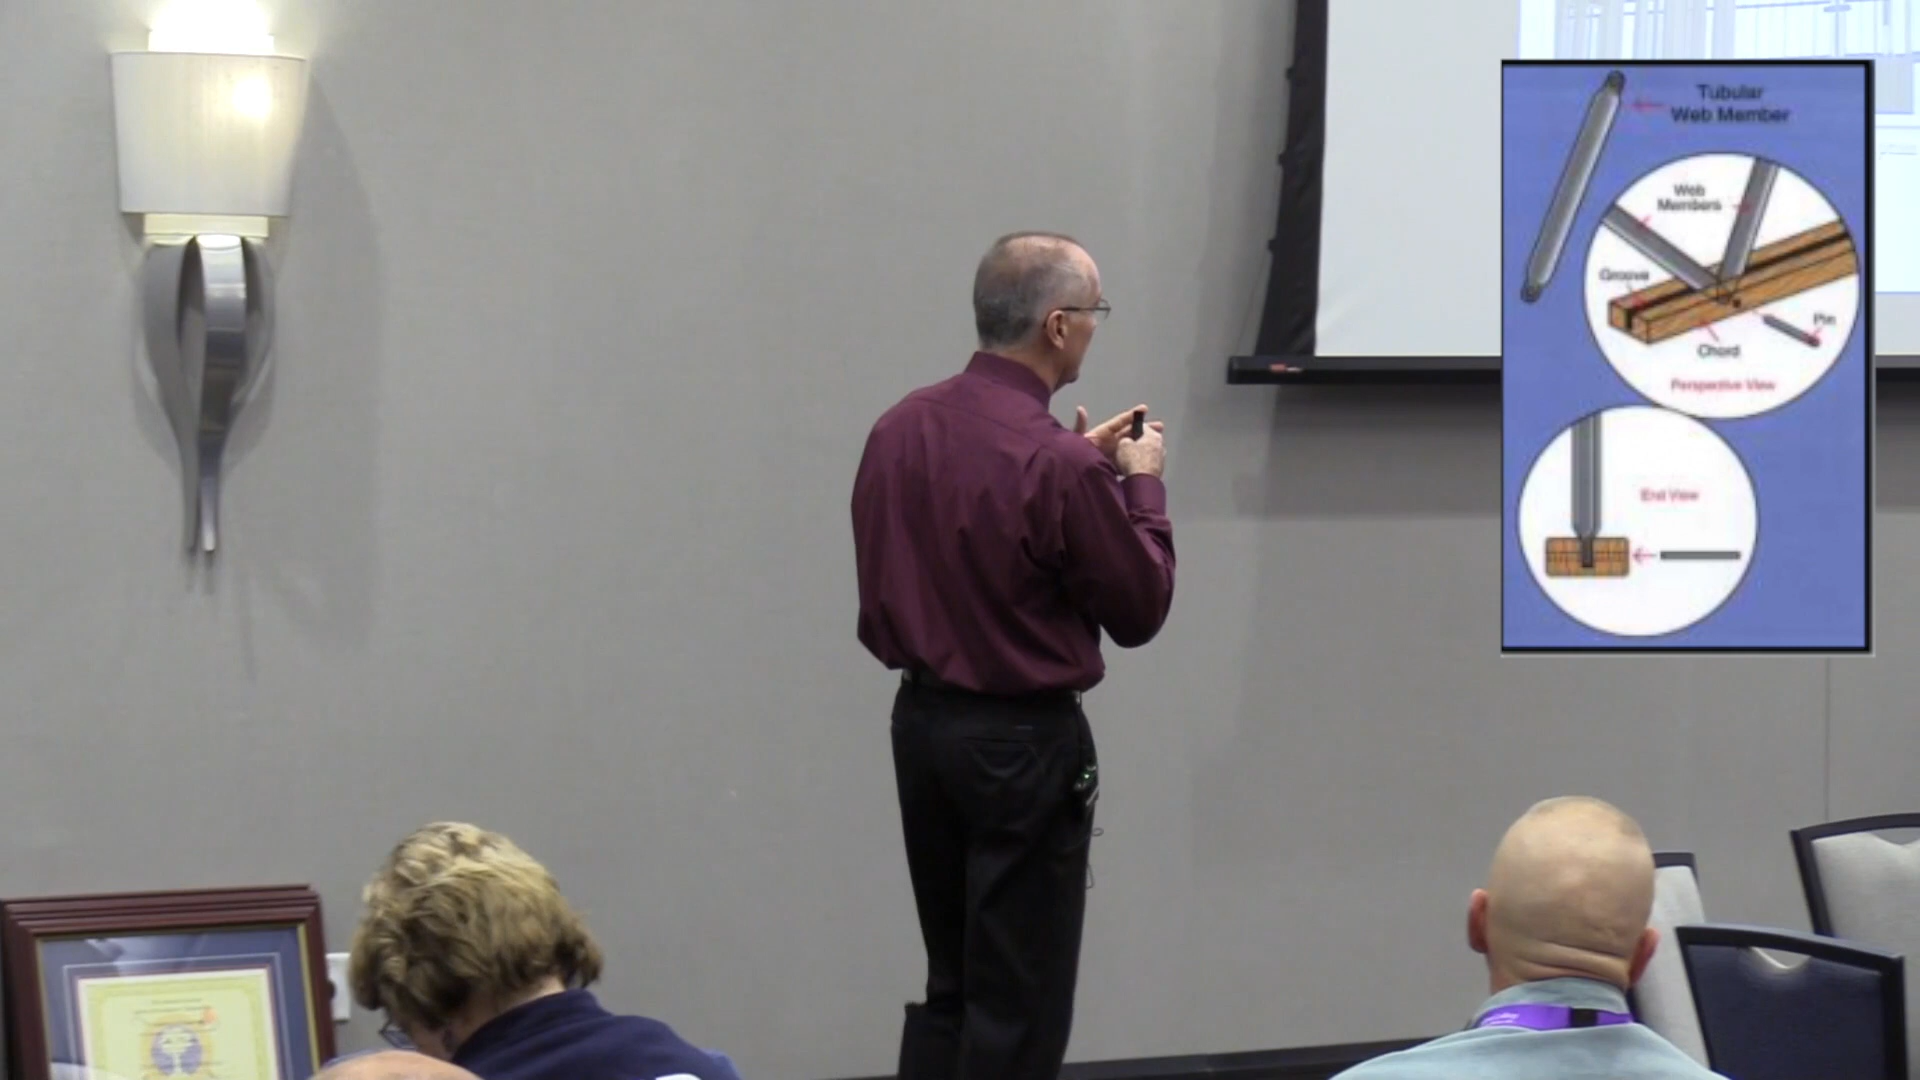 Tubular
Web Member
Web
Members
Groove
Pin
Chord
Perspective View
End View